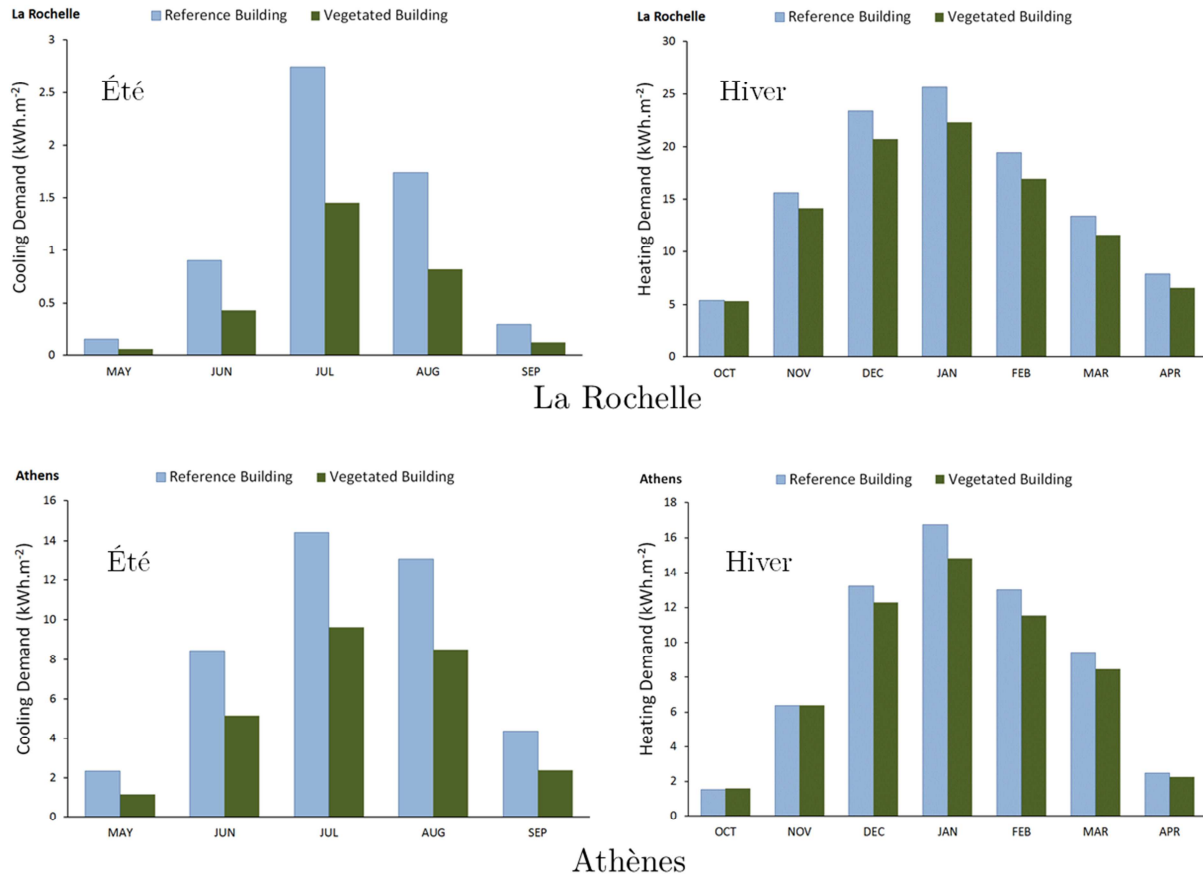 La Rochelle
Reference Building Vegetated Building
3
2.5
2
1.5
1
0.5
0
Cooling Demand (kWh.m-2)
Été
MAY JUN JUL AUG SEP
La Rochelle
Reference Building Vegetated Building
30
25
20
15
10
5
0
Heating Demand (kWh.m-2)
Hiver
OCT NOV DEC JAN FEB MAR APR
La Rochelle
Athens
Reference Building Vegetated Building
16
14
12
10
8
6
4
2
0
Cooling Demand (kWh.m-2)
Été
MAY JUN JUL AUG SEP
Athens
Reference Building Vegetated Building
18
16
14
12
10
8
6
4
2
0
Heating Demand (kWh.m-2)
Hiver
OCT NOV DEC JAN FEB MAR APR
Athènes